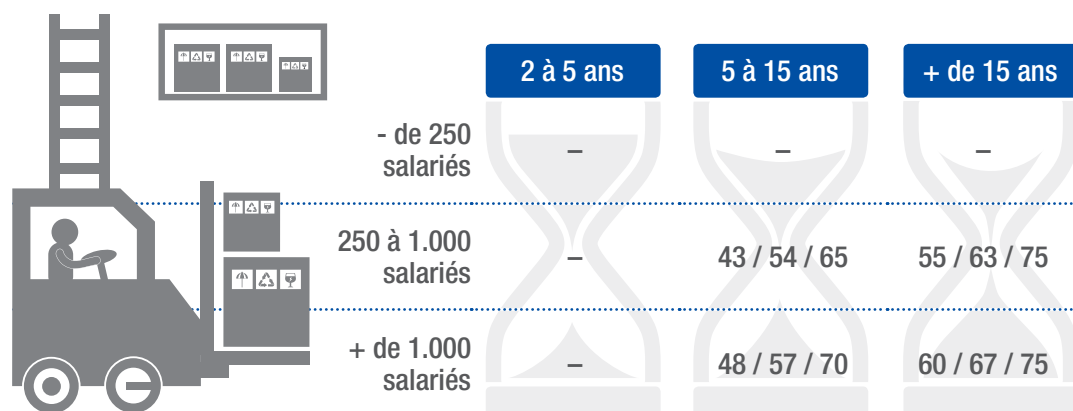 2 à 5 ans 5 à 15 ans + de 15 ans
- de 250
salariés
– – –
250 à 1.000
salariés
– 43 / 54 / 65 55 / 63 / 75
+ de 1.000
salariés
– 48 / 57 / 70 60 / 67 / 75